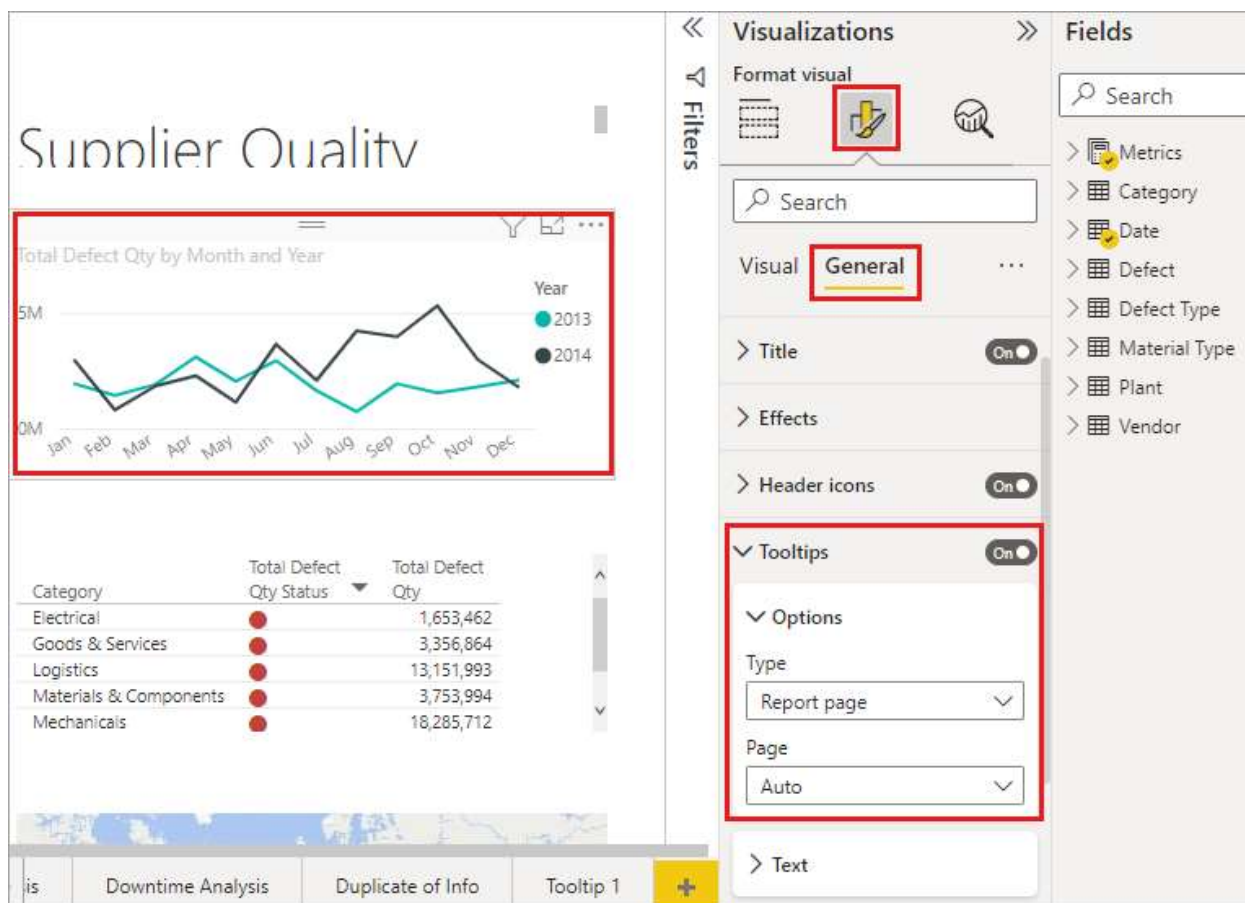 Supplier Quality
Total Defect Qty by Month and Year
5M
0M
Jan Feb Mar Apr May Jun Jul Aug Sep Oct Nov Dec
Year
2013
2014
Category Total Defect Qty Status Total Defect Qty
Electrical 1,653,462
Goods & Services 3,356,864
Logistics 13,151,993
Materials & Components 3,753,994
Mechanicals 18,285,712
is Downtime Analysis Duplicate of Info Tooltip 1 +
Filters
Visualizations
Format visual
Search
Visual General
Title On
Effects
Header icons On
Tooltips On
Options
Type
Report page
Page
Auto
Text
Fields
Search
Metrics
Category
Date
Defect
Defect Type
Material Type
Plant
Vendor